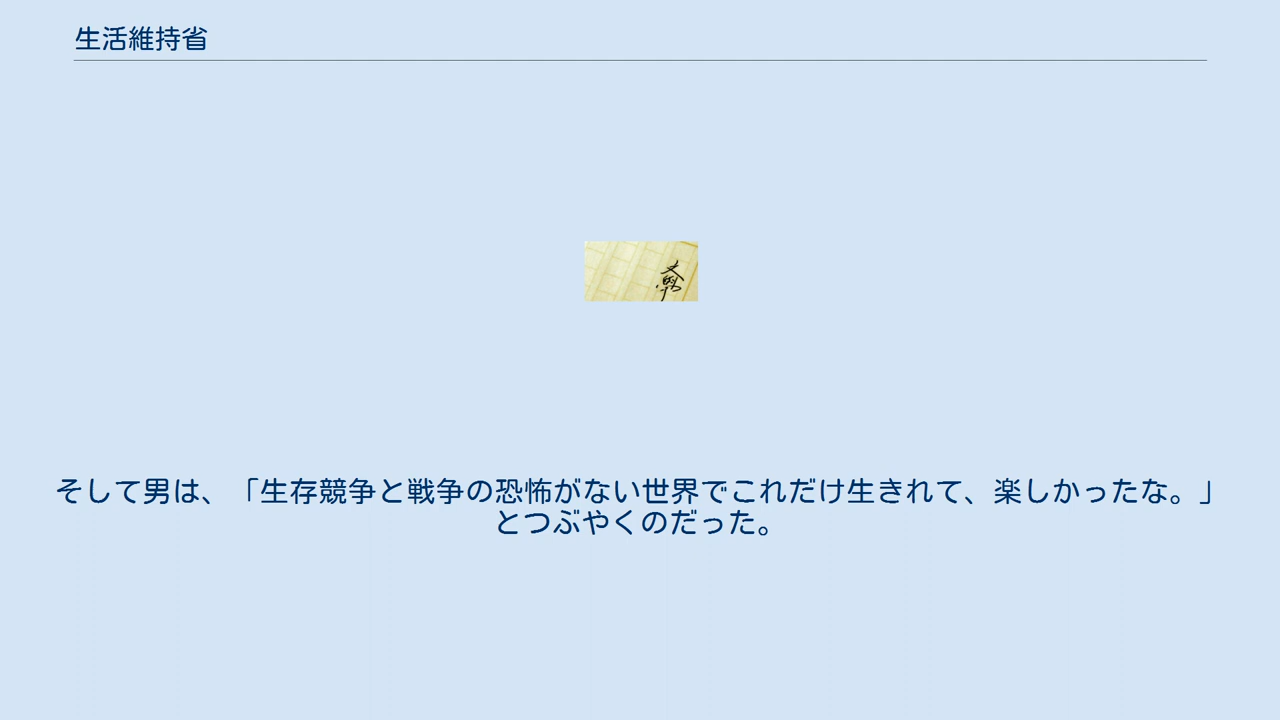 生活維持省
そして男は、「生存競争と戦争の恐怖がない世界でこれだけ生きれて、楽しかったな。」
とつぶやくのだった。